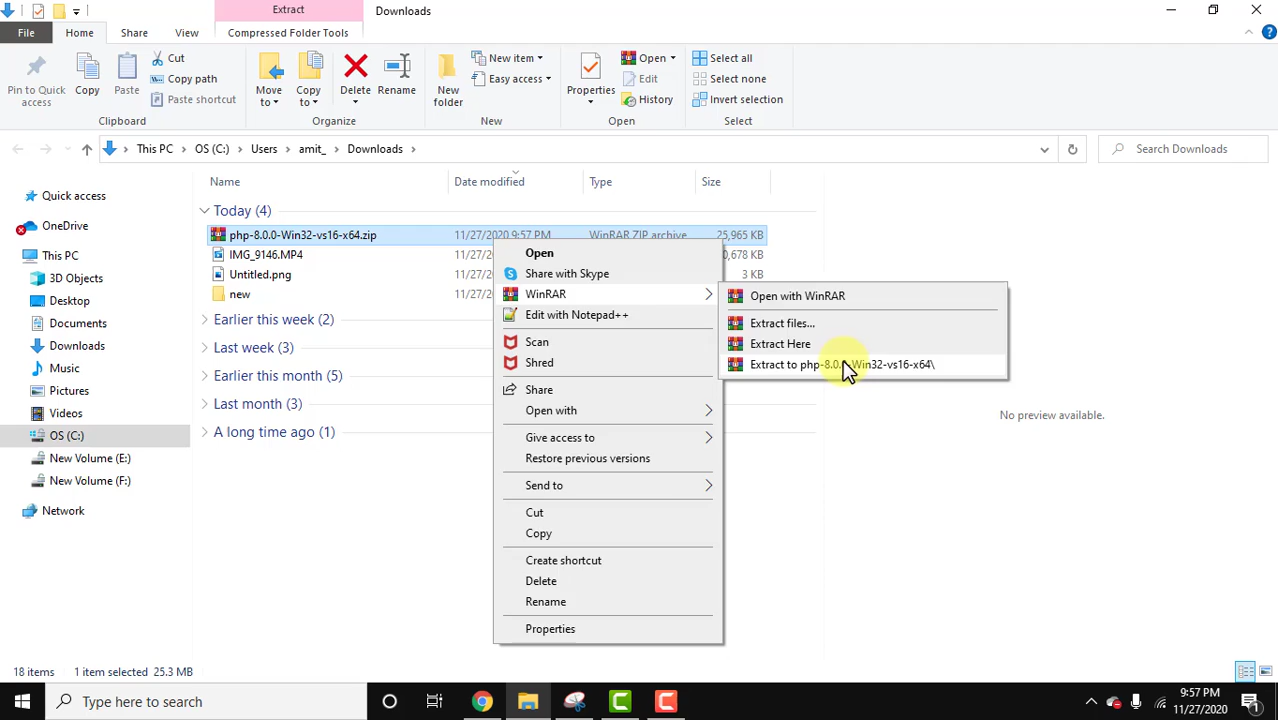 Extract
Downloads
File
Home
Share
View
Compressed Folder Tools
Pin to Quick access
Copy
Paste
Cut
Copy path
Paste shortcut
Clipboard
Move to
Copy to
Delete
Rename
Organize
New folder
New item
Easy access
New
Properties
Open
Edit
History
Open
Select all
Select none
Invert selection
Select
This PC
OS (C:)
Users
amit_
Downloads
Search Downloads
Quick access
OneDrive
This PC
3D Objects
Desktop
Documents
Downloads
Music
Pictures
Videos
OS (C:)
New Volume (E:)
New Volume (F:)
Network
Name
Date modified
Type
Size
Today (4)
php-8.0.0-Win32-vs16-x64.zip
11/27/2020 9:57 PM
WinRAR ZIP archive
25,965 KB
IMG_9146.MP4
0,678 KB
Untitled.png
3 KB
new
Earlier this week (2)
Last week (3)
Earlier this month (5)
Last month (3)
A long time ago (1)
Open
Share with Skype
WinRAR
Edit with Notepad++
Scan
Shred
Share
Open with
Give access to
Restore previous versions
Send to
Cut
Copy
Create shortcut
Delete
Rename
Properties
Open with WinRAR
Extract files...
Extract Here
Extract to php-8.0. -Win32-vs16-x64\
No preview available.
18 items
1 item selected 25.3 MB
Type here to search
9:57 PM
11/27/2020
1